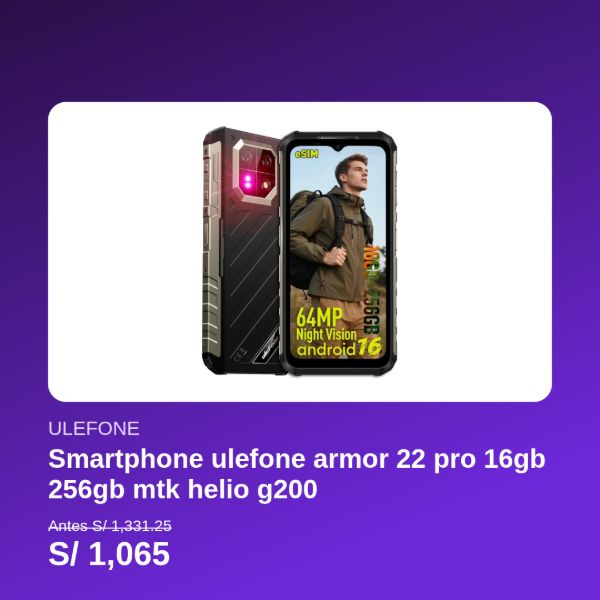 eSIM
16GB 256GB
64MP
Night Vision
android 16
ULEFONE
Smartphone ulefone armor 22 pro 16gb
256gb mtk helio g200
Antes S/ 1,331.25
S/ 1,065